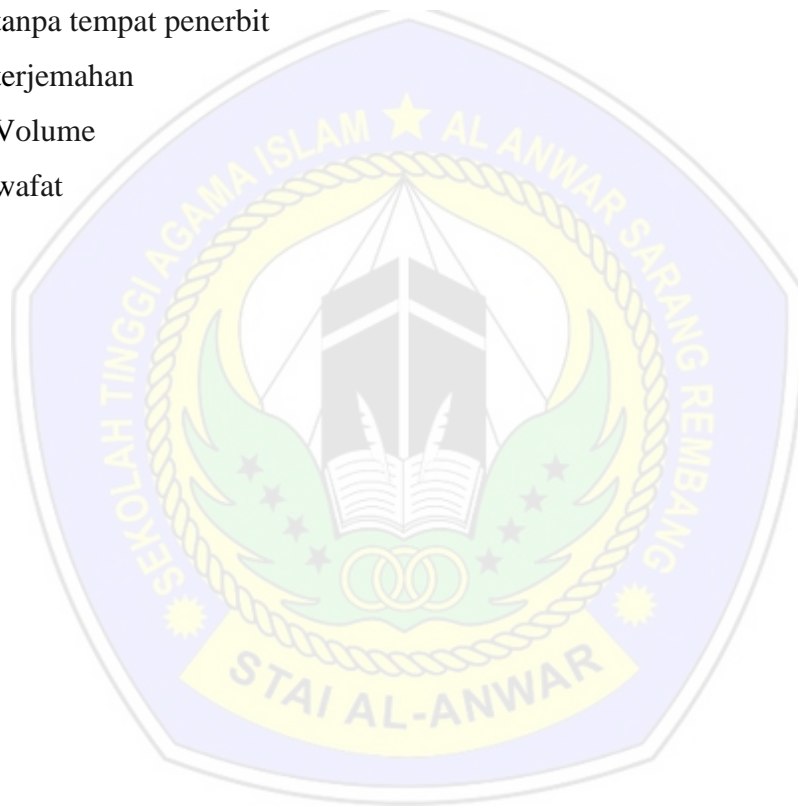 tanpa tempat penerbit
terjemahan
Volume
wafat
SEKOLAH TINGGI AGAMA ISLAM ★ AL ANWAR SARANG REMBANG
STAI AL-ANWAR